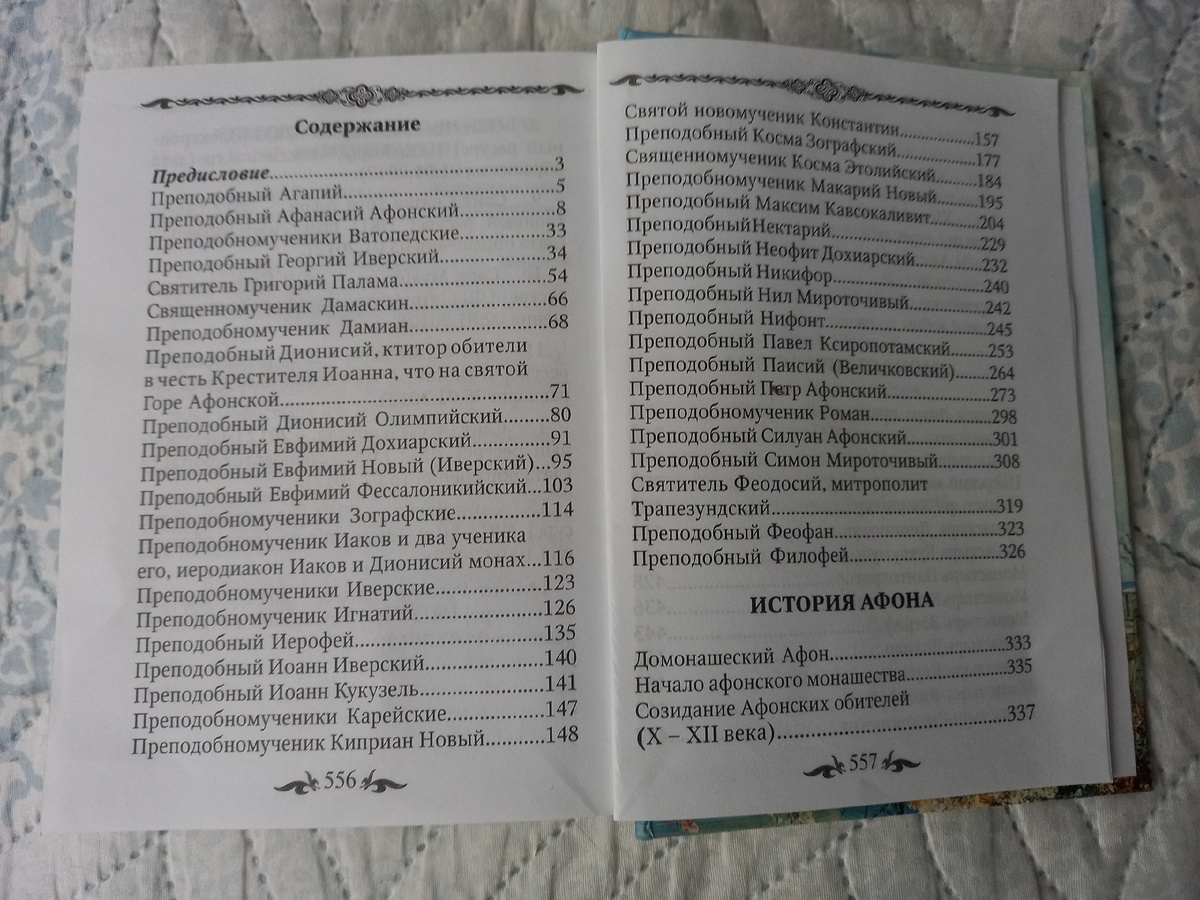 Содержание
Предисловие...3
Преподобный Агапий...5
Преподобный Афанасий Афонский...8
Преподобномученики Ватопедские...33
Преподобный Георгий Иверский...34
Святитель Григорий Палама...54
Священномученик Дамаскин...66
Преподобномученик Дамиан...68
Преподобный Дионисий, ктитор обители
в честь Крестителя Иоанна, что на святой
Горе Афонской...71
Преподобный Дионисий Олимпийский...80
Преподобный Евфимий Дохиарский...91
Преподобный Евфимий Новый (Иверский)...95
Преподобный Евфимий Фессалоникийский...103
Преподобномученики Зографские...114
Преподобномученик Иаков и два ученика
его, иеродиакон Иаков и Дионисий монах...116
Преподобномученики Иверские...123
Преподобномученик Игнатий...126
Преподобный Иерофей...135
Преподобный Иоанн Иверский...140
Преподобный Иоанн Кукузель...141
Преподобномученики Карейские...147
Преподобномученик Киприан Новый...148
556
Святой новомученик Константин...157
Преподобный Косма Зографский...177
Священномученик Косма Этолийский...184
Преподобномученик Макарий Новый...195
Преподобный Максим Кавсокаливит...204
Преподобный Нектарий...229
Преподобный Неофит Дохиарский...232
Преподобный Никифор...240
Преподобный Нил Мироточивый...242
Преподобный Нифонт...245
Преподобный Павел Ксиропотамский...253
Преподобный Паисий (Величковский)...264
Преподобный Петр Афонский...273
Преподобномученик Роман...298
Преподобный Силуан Афонский...301
Преподобный Симон Мироточивый...308
Святитель Феодосий, митрополит
Трапезундский...319
Преподобный Феофан...323
Преподобный Филофей...326
ИСТОРИЯ АФОНА
Домонашеский Афон...333
Начало афонского монашества...335
Созидание Афонских обителей
(X – XII века)...337
557